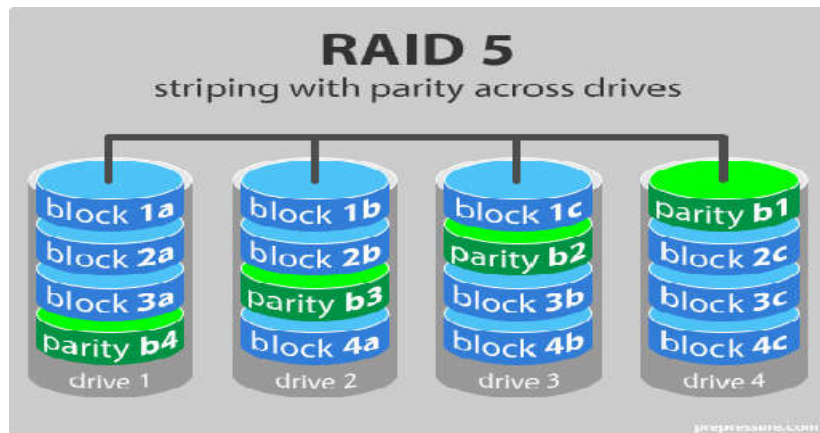 RAID 5
striping with parity across drives
block 1a
block 2a
block 3a
parity b4
drive 1
block 1b
block 2b
parity b3
block 4a
drive 2
block 1c
parity b2
block 3b
block 4b
drive 3
parity b1
block 2c
block 3c
block 4c
drive 4
prepressure.com